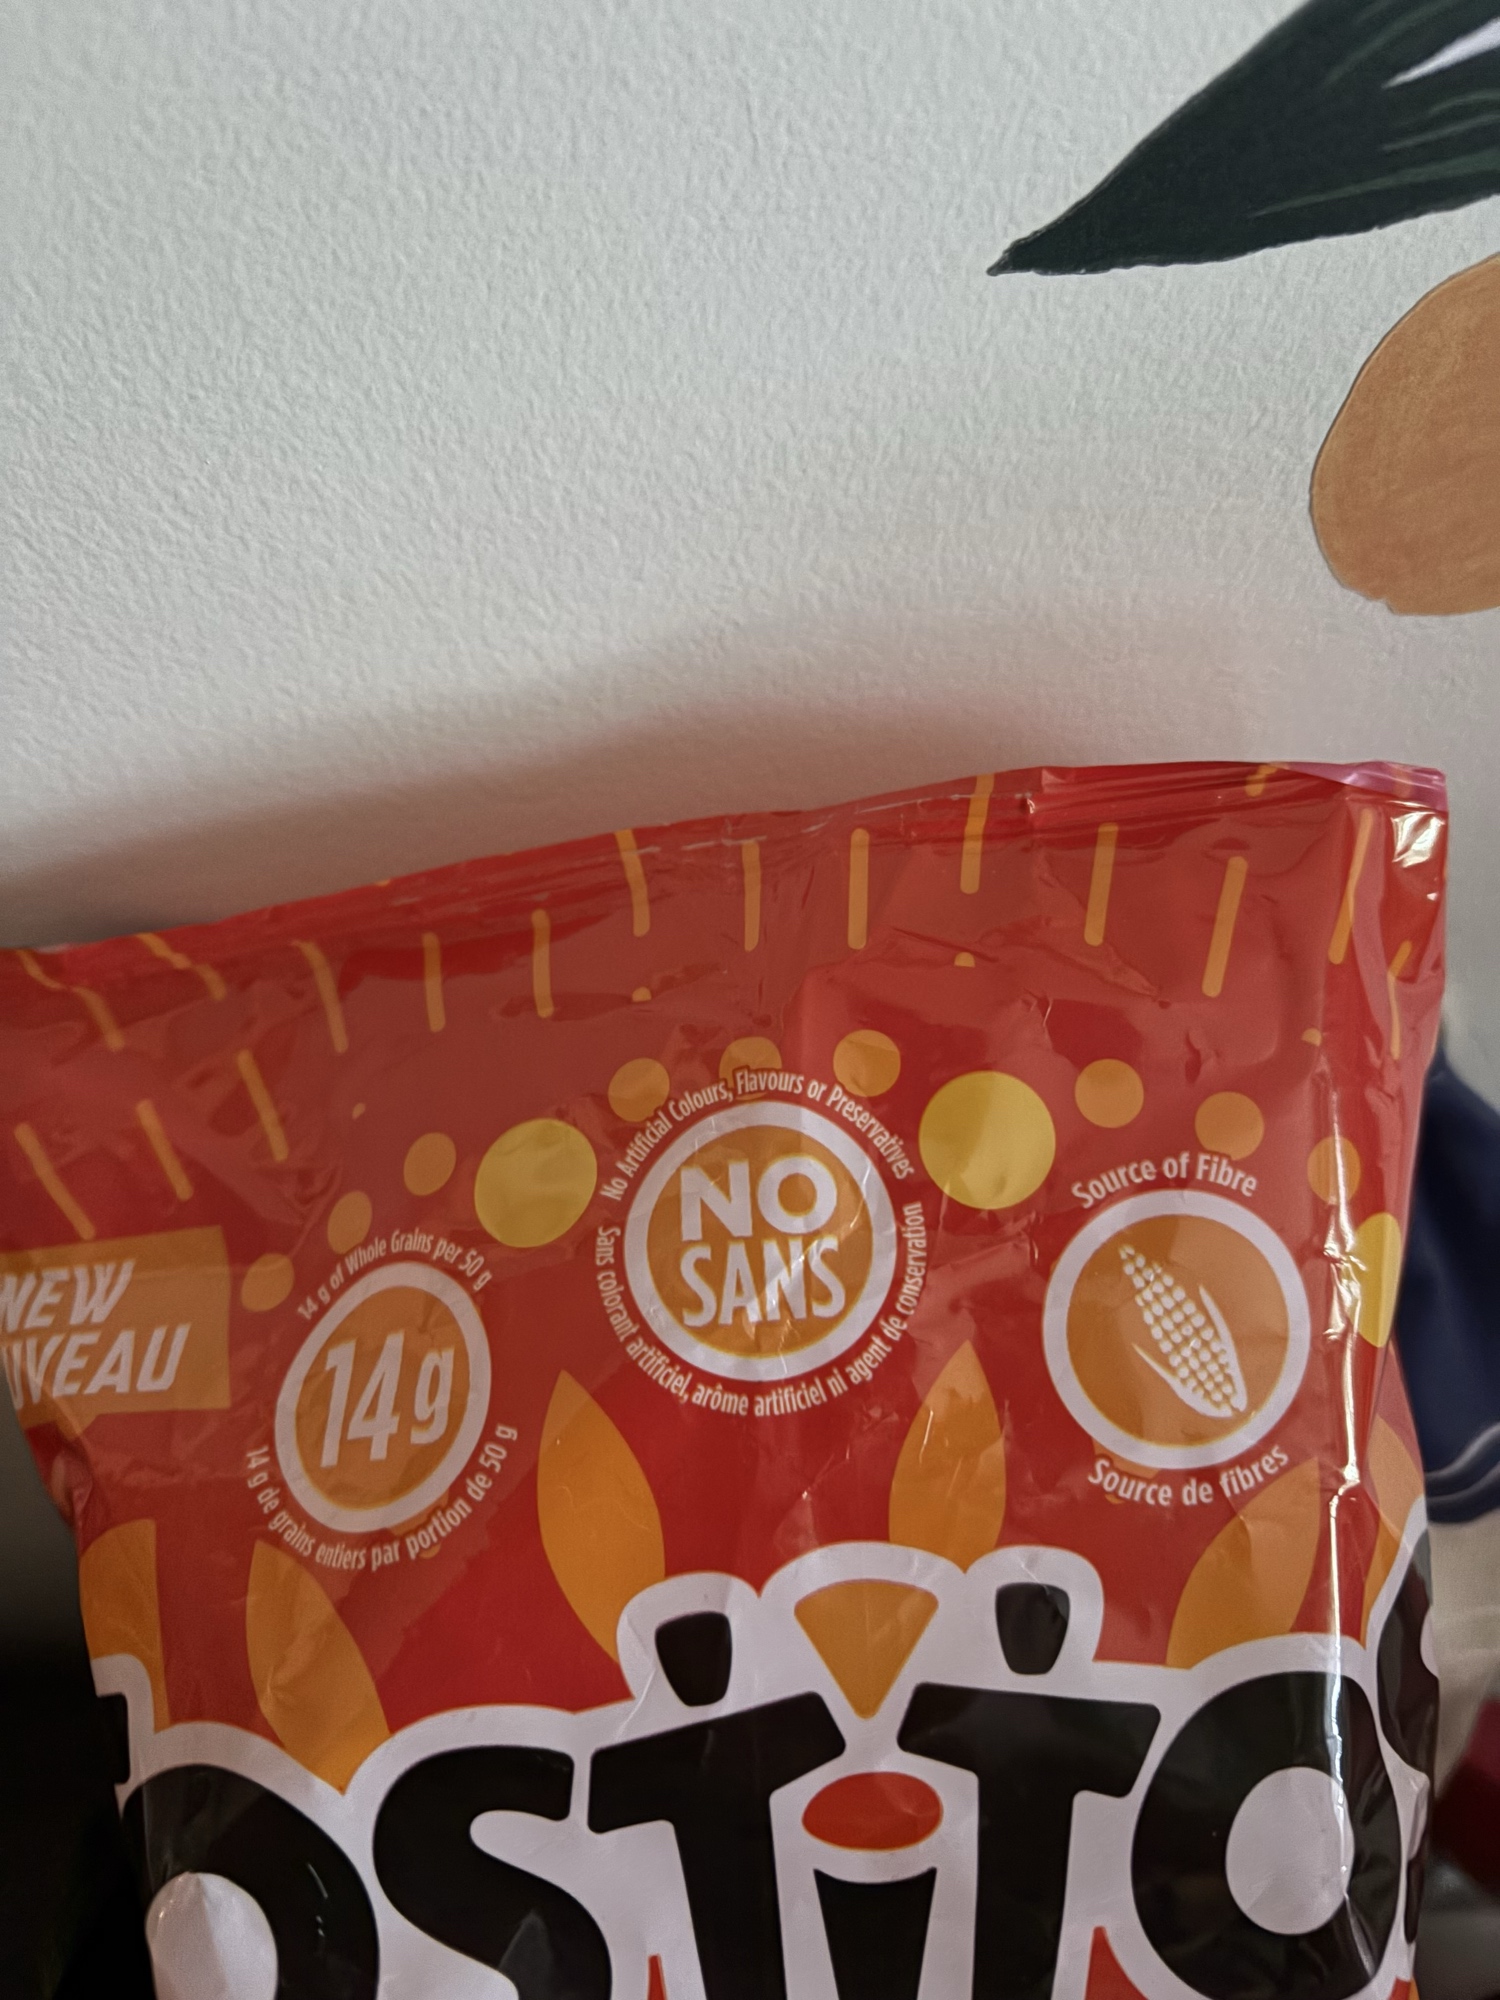 NEW
UVEAU
14 g of Whole Grains per 50 g
14 g
14 g de grains entiers par portion de 50 g
No Artificial Colours, Flavours or Preservatives
NO
SANS
Sans colorant artificiel, arôme artificiel ni agent de conservation
Source of Fibre
Source de fibres
OSTITOS